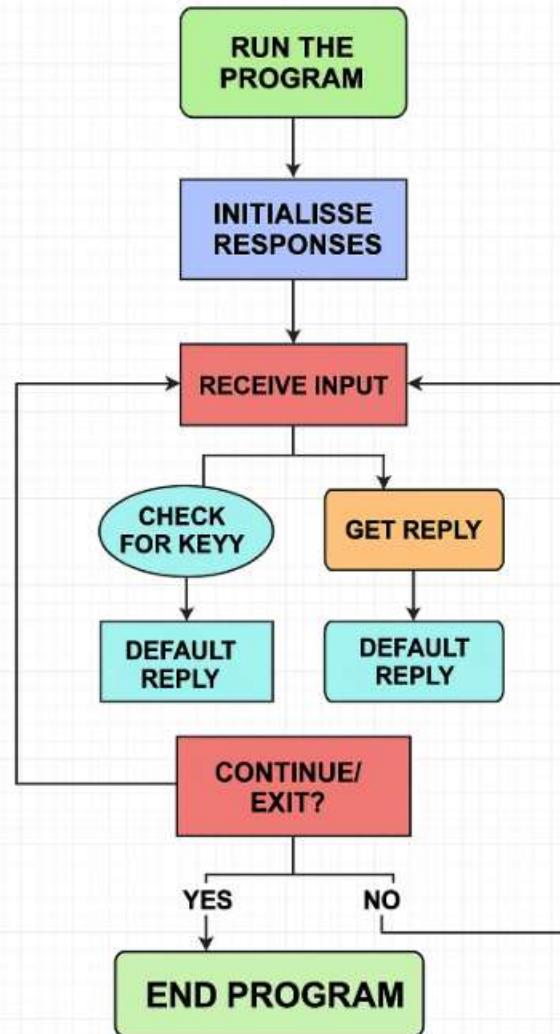 RUN THE
PROGRAM
INITIALISSE
RESPONSES
RECEIVE INPUT
CHECK
FOR KEYY
GET REPLY
DEFAULT
REPLY
DEFAULT
REPLY
CONTINUE/
EXIT?
YES
NO
END PROGRAM